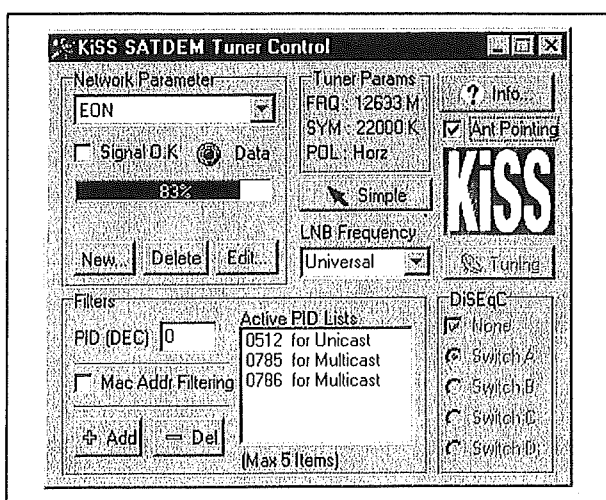 KiSS SATDEM Tuner Control
Network Parameter
EON
Signal O.K
Data
83%
New...
Delete
Edit...
Tuner Params
FRQ : 12633 M
SYM : 22000 K
POL : Horz
Simple
LNB Frequency
Universal
? Info...
Ant Pointing
KiSS
Tuning
Filters
PID (DEC) 0
Mac Addr Filtering
Add
Del
Active PID Lists
0512 for Unicast
0785 for Multicast
0786 for Multicast
(Max 5 Items)
DiSEqC
None
Switch A
Switch B
Switch C
Switch D